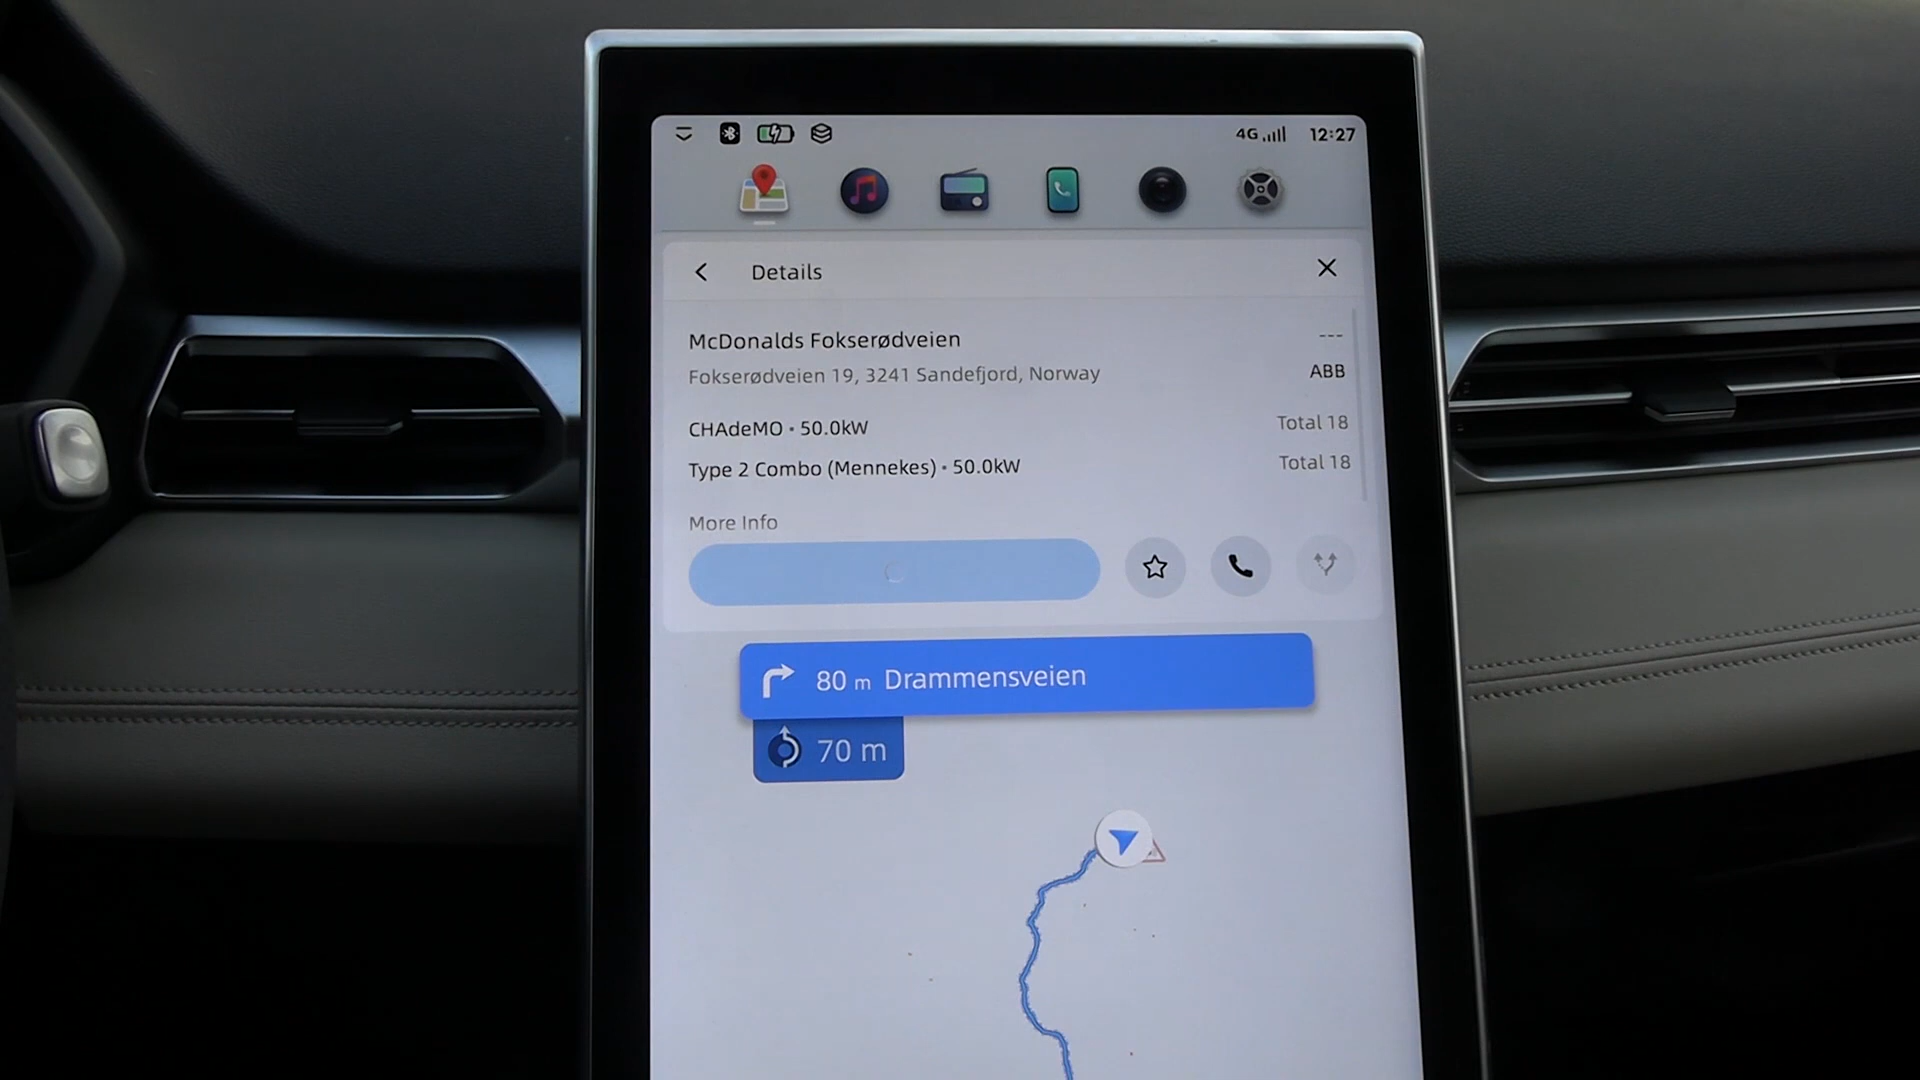 4G 12:27
Details
McDonalds Fokserødveien ---
Fokserødveien 19, 3241 Sandefjord, Norway ABB
CHAdeMO • 50.0kW Total 18
Type 2 Combo (Mennekes) • 50.0kW Total 18
More Info
80 m Drammensveien
70 m